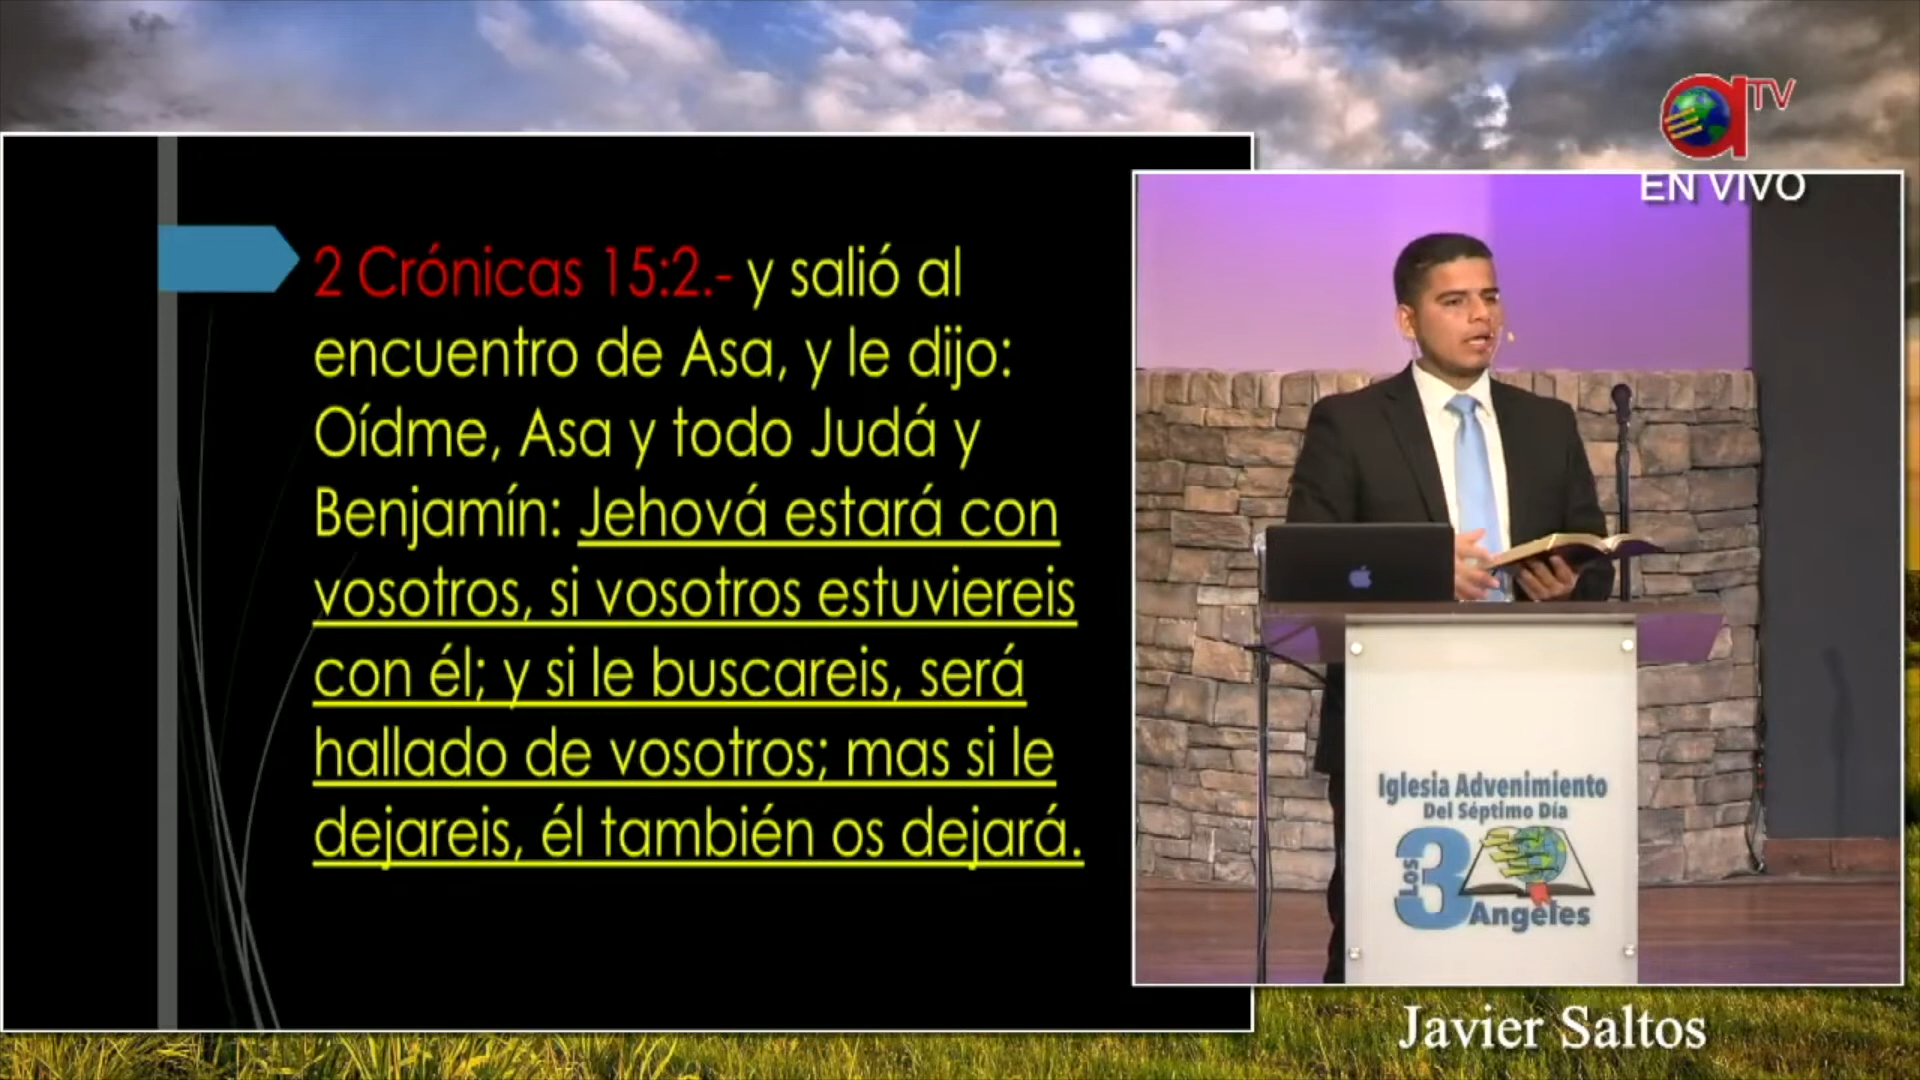 TV
EN VIVO
2 Crónicas 15:2.- y salió al
encuentro de Asa, y le dijo:
Oídme, Asa y todo Judá y
Benjamín: Jehová estará con
vosotros, si vosotros estuviereis
con él; y si le buscareis, será
hallado de vosotros; mas si le
dejareis, él también os dejará.
Iglesia Advenimiento
Del Séptimo Día
Los 3
Angeles
Javier Saltos